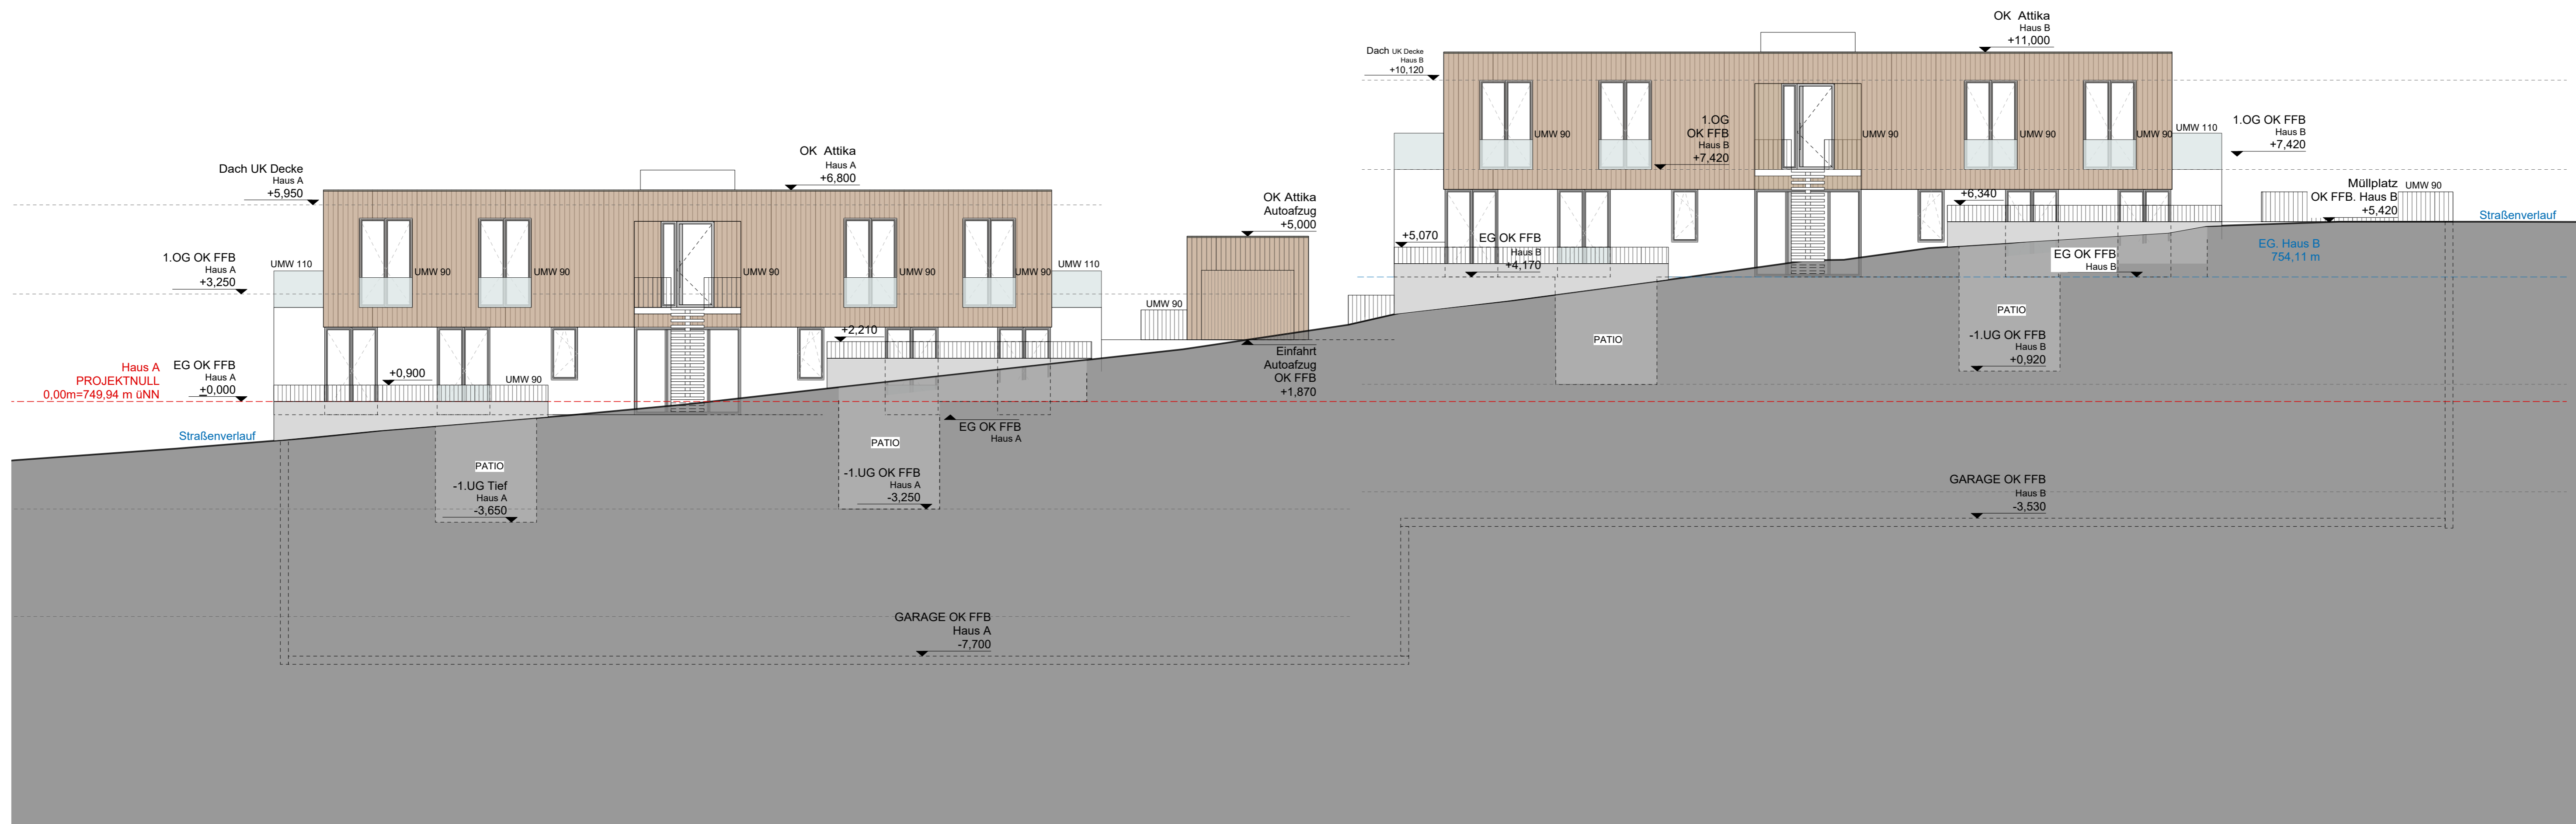 OK Attika
Haus B
+11,000
Dach UK Decke
Haus B
+10,120
UMW 90
UMW 90
1.OG
OK FFB
Haus B
+7,420
UMW 90
UMW 90
UMW 90
UMW 110
1.OG OK FFB
Haus B
+7,420
OK Attika
Haus A
+6,800
Dach UK Decke
Haus A
+5,950
OK Attika
Autoafzug
+5,000
+6,340
Müllplatz
OK FFB. Haus B
+5,420
UMW 90
Straßenverlauf
+5,070
EG OK FFB
Haus B
+4,170
EG OK FFB
Haus B
EG. Haus B
754,11 m
1.OG OK FFB
Haus A
+3,250
UMW 110
UMW 90
UMW 90
UMW 90
UMW 90
UMW 90
UMW 110
UMW 90
+2,210
PATIO
PATIO
-1.UG OK FFB
Haus B
+0,920
Einfahrt
Autoafzug
OK FFB
+1,870
Haus A
PROJEKTNULL
0,00m=749,94 m üNN
EG OK FFB
Haus A
+0,000
+0,900
UMW 90
EG OK FFB
Haus A
Straßenverlauf
PATIO
-1.UG Tief
Haus A
-3,650
PATIO
-1.UG OK FFB
Haus A
-3,250
GARAGE OK FFB
Haus B
-3,530
GARAGE OK FFB
Haus A
-7,700